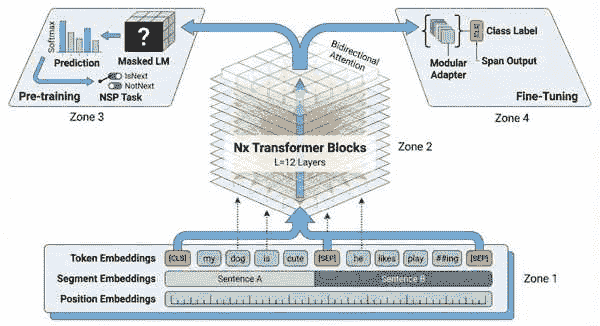 Softmax
?
Prediction
Masked LM
IsNext
NotNext
Pre-training
NSP Task
Zone 3
Bidirectional
Attention
Class Label
Modular
Adapter
Span Output
Fine-Tuning
Zone 4
Nx Transformer Blocks
L=12 Layers
Zone 2
Token Embeddings
[CLS] my dog is cute [SEP] he likes play ##ing [SEP]
Segment Embeddings
Sentence A
Sentence B
Position Embeddings
Zone 1